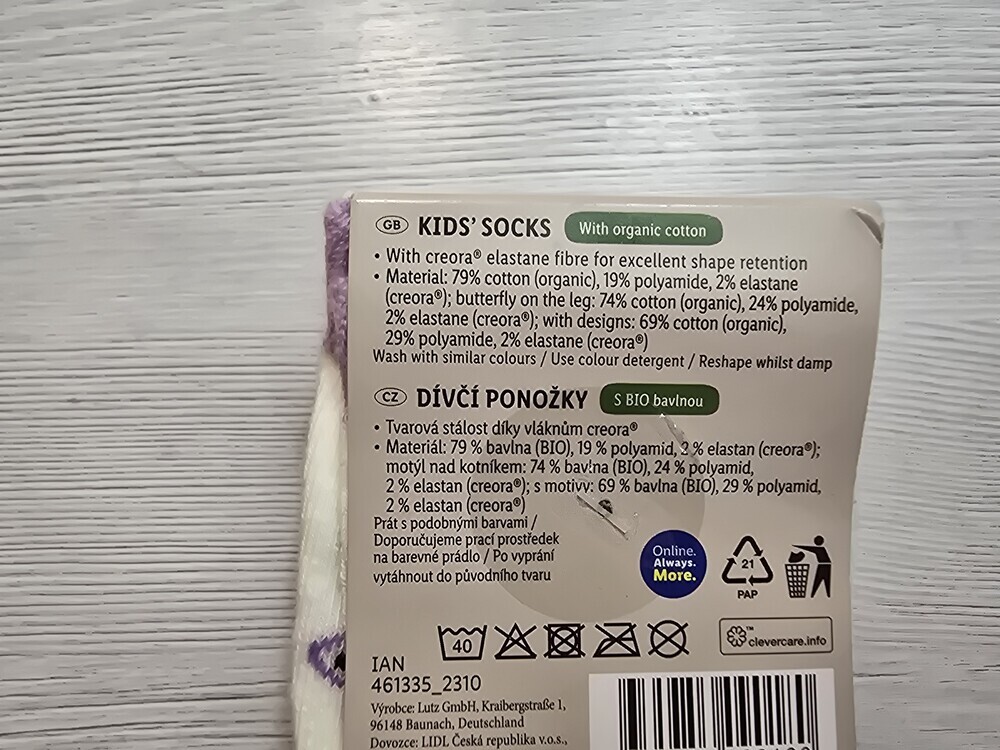 GB KIDS' SOCKS With organic cotton
• With creora® elastane fibre for excellent shape retention
• Material: 79% cotton (organic), 19% polyamide, 2% elastane
(creora®); butterfly on the leg: 74% cotton (organic), 24% polyamide,
2% elastane (creora®); with designs: 69% cotton (organic),
29% polyamide, 2% elastane (creora®)
Wash with similar colours / Use colour detergent / Reshape whilst damp
CZ DÍVČÍ PONOŽKY S BIO bavlnou
• Tvarová stálost díky vláknům creora®
• Materiál: 79 % bavlna (BIO), 19 % polyamid, 2 % elastan (creora®);
motýl nad kotníkem: 74 % bavlna (BIO), 24 % polyamid,
2 % elastan (creora®); s motivy: 69 % bavlna (BIO), 29 % polyamid,
2 % elastan (creora®)
Prát s podobnými barvami /
Doporučujeme prací prostředek
na barevné prádlo / Po vyprání
vytáhnout do původního tvaru
Online.
Always.
More.
21
PAP
40
™
clevercare.info
IAN
461335_2310
Výrobce: Lutz GmbH, Kraibergstraße 1,
96148 Baunach, Deutschland
Dovozce: LIDL Česká republika v.o.s.,